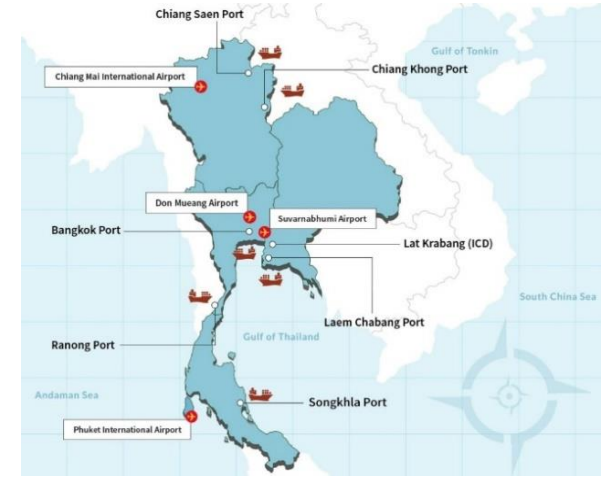 Chiang Saen Port
Gulf of Tonkin
Chiang Mai International Airport
Chiang Khong Port
Don Mueang Airport
Suvarnabhumi Airport
Bangkok Port
Lat Krabang (ICD)
South China Sea
Laem Chabang Port
Gulf of Thailand
Ranong Port
Andaman Sea
Songkhla Port
Phuket International Airport